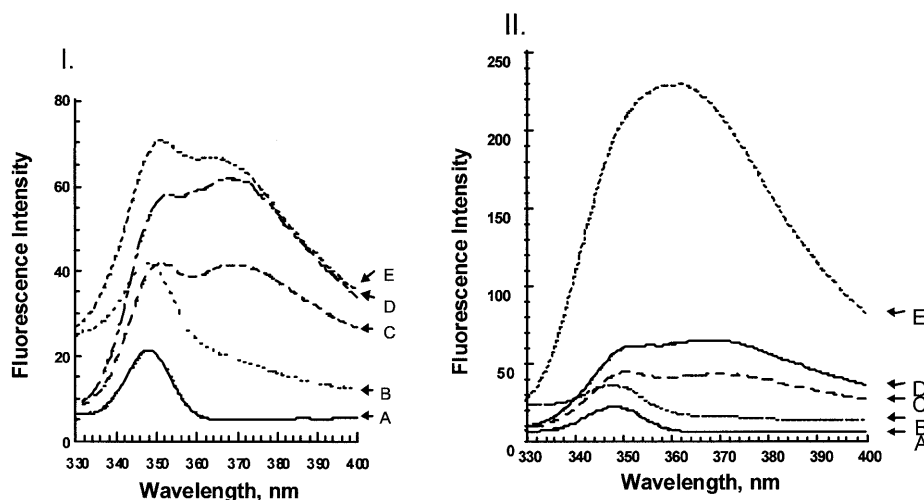 I.
Fluorescence Intensity
80
60
40
20
0
330 340 350 360 370 380 390 400
Wavelength, nm
E
D
C
B
A
II.
Fluorescence Intensity
250
200
150
100
50
0
330 340 350 360 370 380 390 400
Wavelength, nm
E
D
C
A